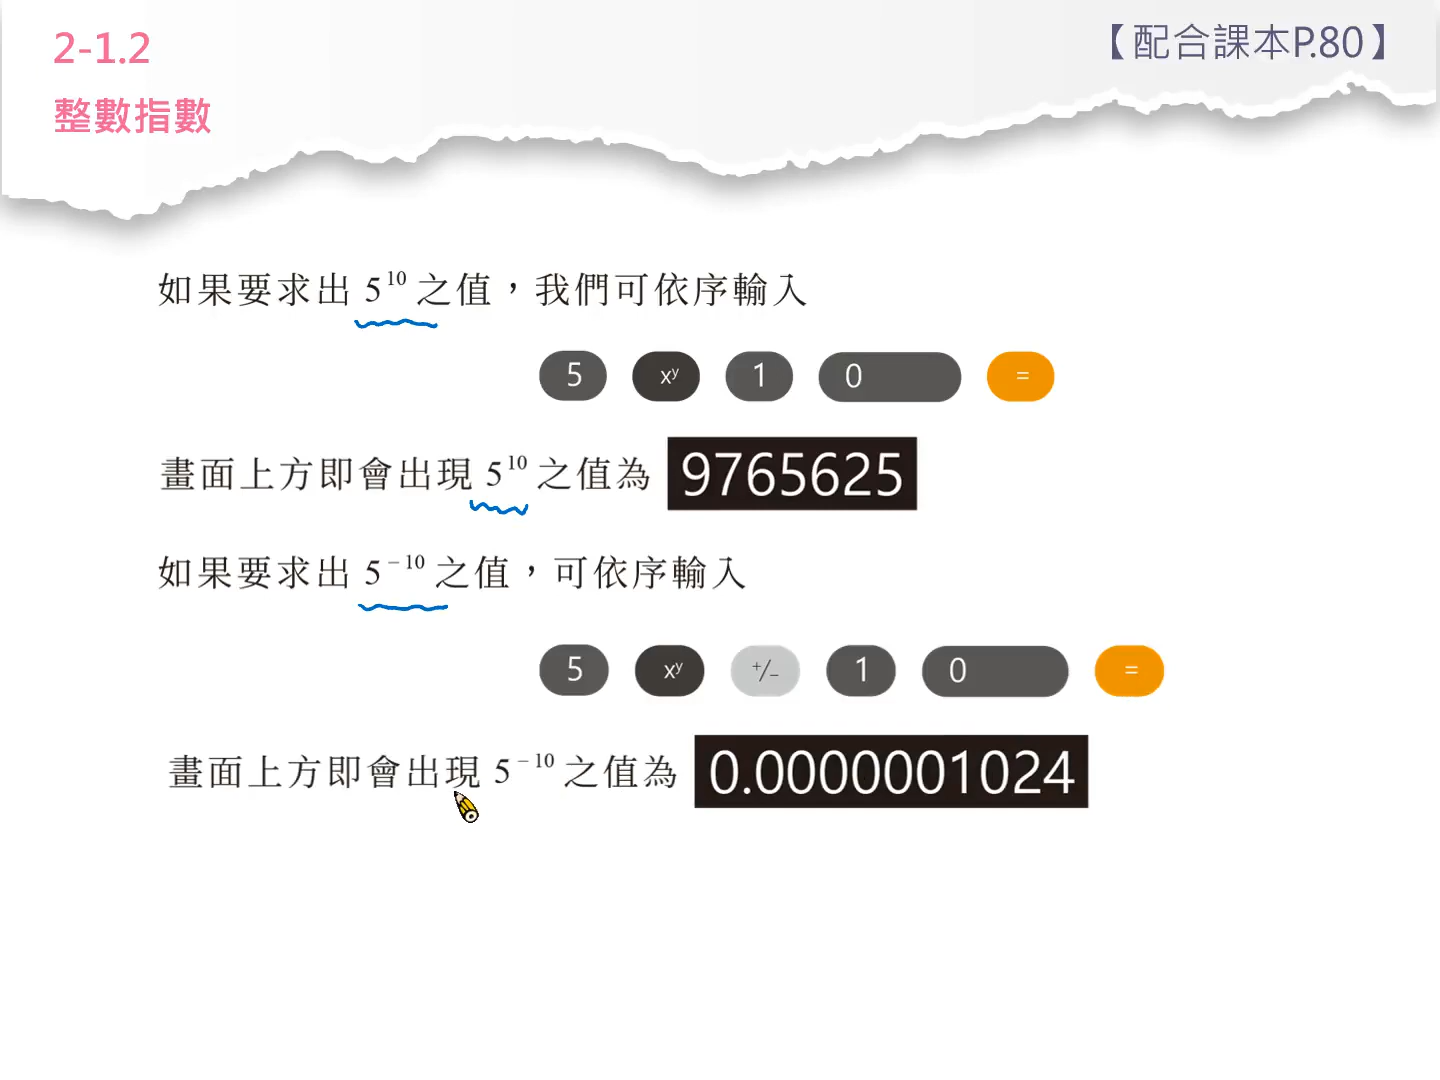 2-1.2
【配合課本P.80】
整數指數
如果要求出 5¹⁰ 之值，我們可依序輸入
5 xʸ 1 0 =
畫面上方即會出現 5¹⁰ 之值為 9765625
如果要求出 5⁻¹⁰ 之值，可依序輸入
5 xʸ +/− 1 0 =
畫面上方即會出現 5⁻¹⁰ 之值為 0.0000001024